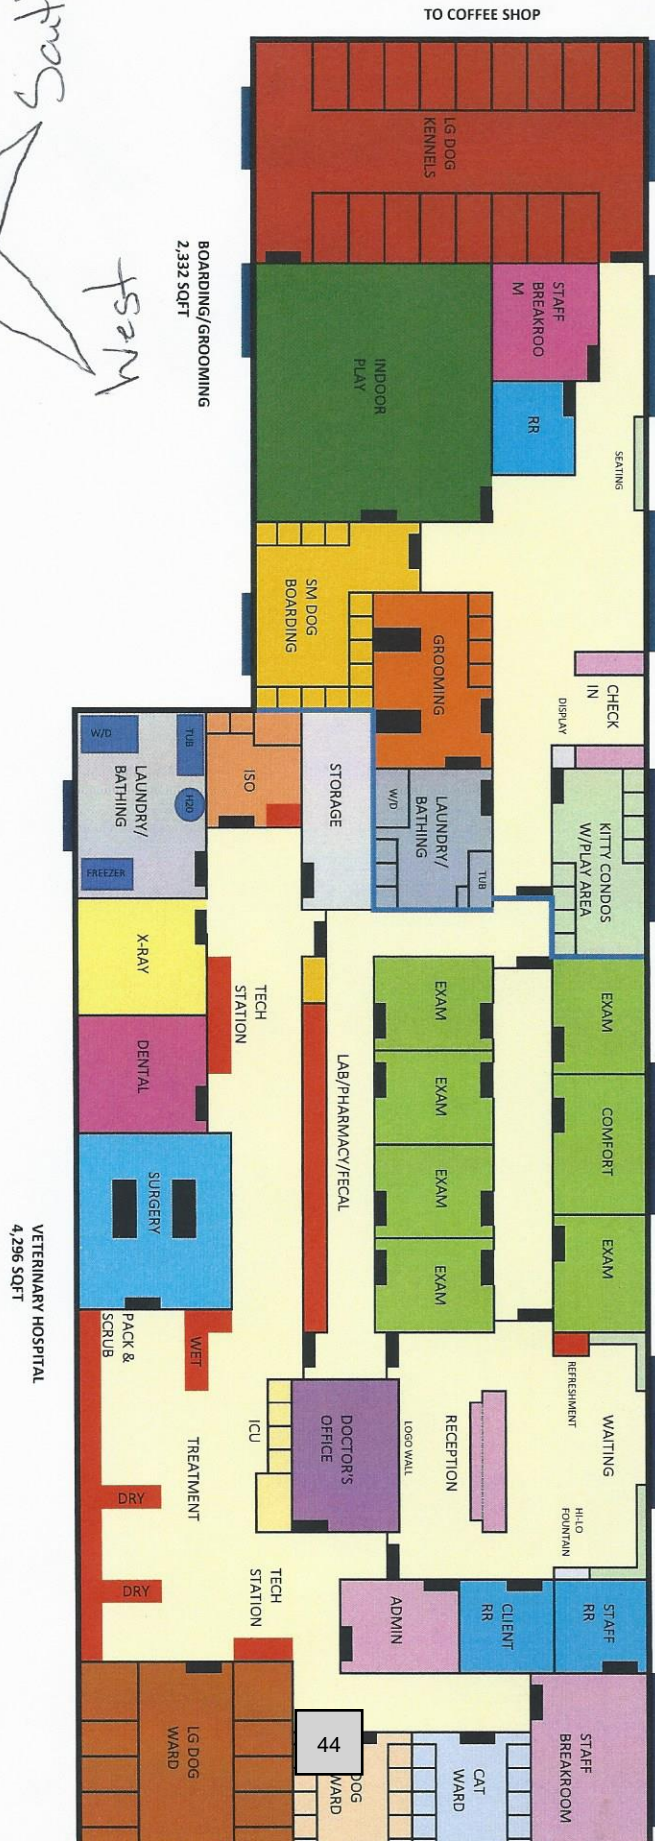 TO COFFEE SHOP
LG DOG
KENNELS
BOARDING/GROOMING
2,332 SQFT
West
STAFF
BREAKROO
M
INDOOR
PLAY
RR
SEATING
SM DOG
BOARDING
GROOMING
CHECK
IN
DISPLAY
W/D
TUB
H20
LAUNDRY/
BATHING
FREEZER
ISO
STORAGE
W/D
LAUNDRY/
BATHING
TUB
KITTY CONDOS
W/PLAY AREA
X-RAY
TECH
STATION
EXAM
EXAM
DENTAL
LAB/PHARMACY/FECAL
EXAM
COMFORT
SURGERY
EXAM
EXAM
EXAM
VETERINARY HOSPITAL
4,296 SQFT
PACK &
SCRUB
WET
REFRESHMENT
ICU
DOCTOR'S
OFFICE
LOGO WALL
RECEPTION
WAITING
TREATMENT
DRY
HI-LO
FOUNTAIN
DRY
TECH
STATION
ADMIN
CLIENT
RR
STAFF
RR
LG DOG
WARD
44
DOG
WARD
CAT
WARD
STAFF
BREAKROOM